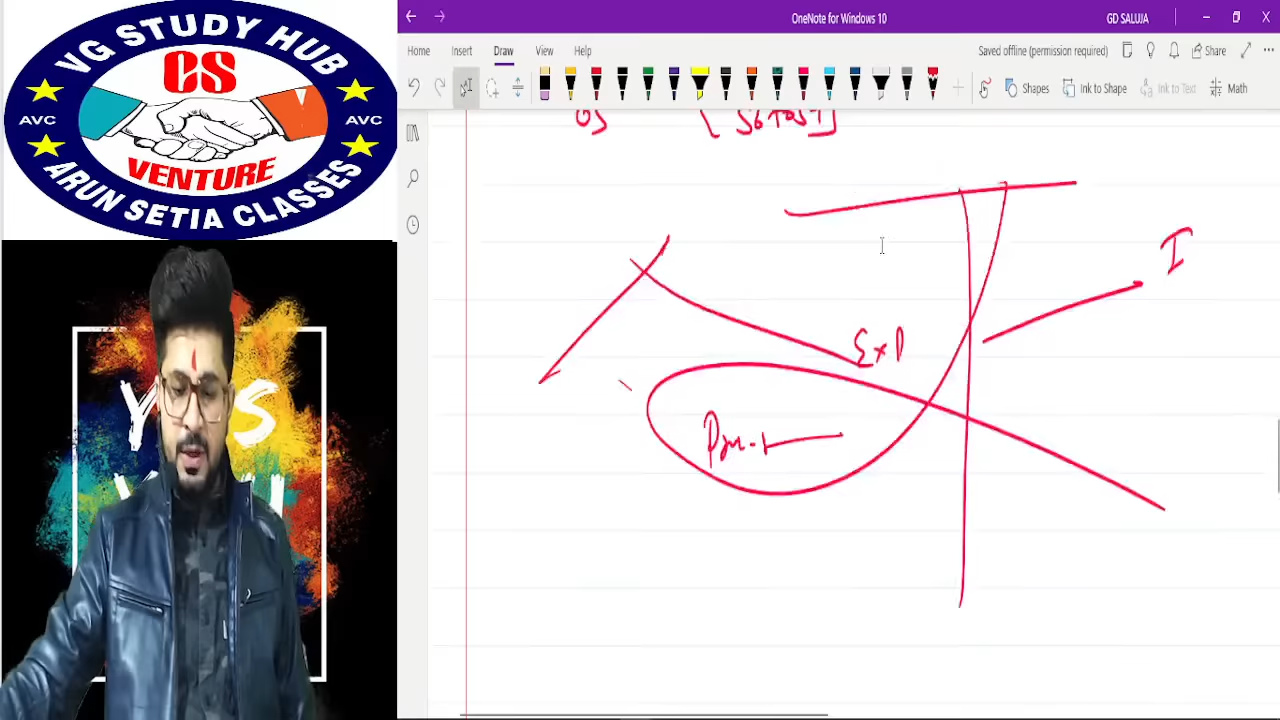 VG STUDY HUB
CS
AVC
AVC
VENTURE
ARUN SETIA CLASSES
OneNote for Windows 10
GD SALUJA
Home Insert Draw View Help
Saved offline (permission required)
Share
Shapes
Ink to Shape
Ink to Text
Math
I
Exp